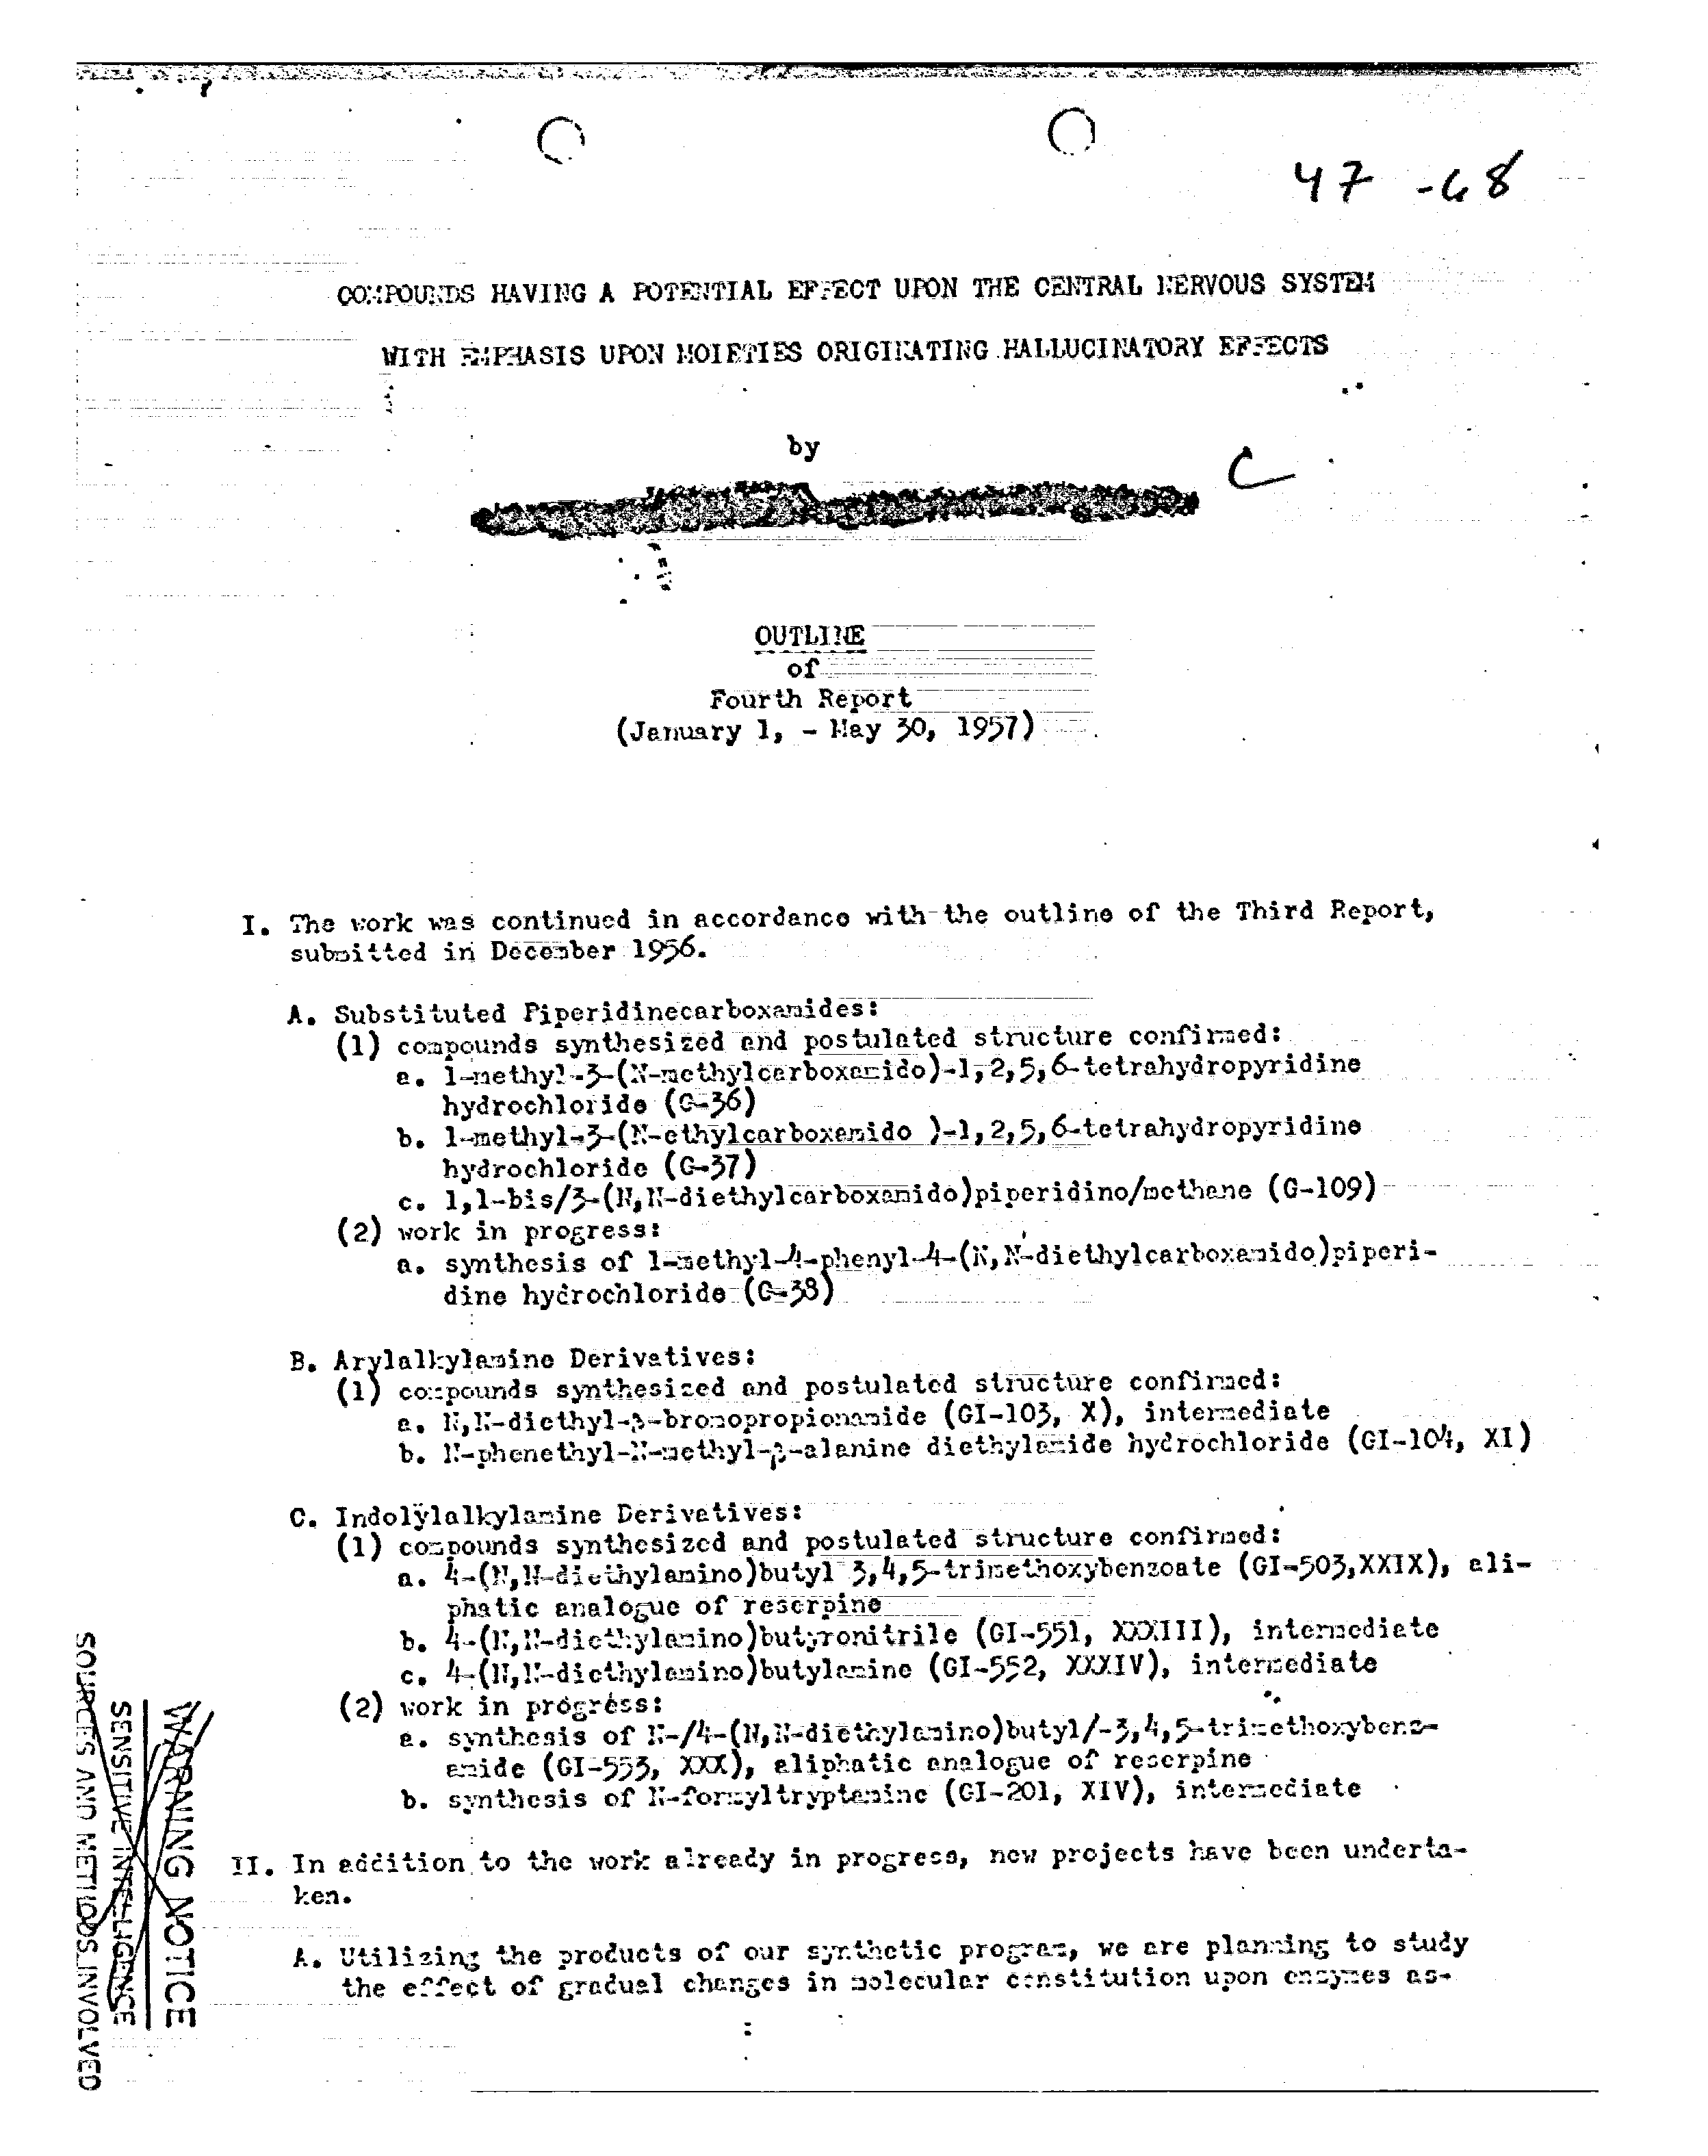 47 -68
COMPOUNDS HAVING A POTENTIAL EFFECT UPON THE CENTRAL NERVOUS SYSTEM
WITH EMPHASIS UPON MOIETIES ORIGINATING HALLUCINATORY EFFECTS
by
C
OUTLINE
of
Fourth Report
(January 1, - May 30, 1957)
I. The work was continued in accordance with the outline of the Third Report,
submitted in December 1956.
A. Substituted Piperidinecarboxamides:
(1) compounds synthesized and postulated structure confirmed:
a. 1-methyl-3-(N-methylcarboxamido)-1,2,5,6-tetrahydropyridine
hydrochloride (G-36)
b. 1-methyl-3-(N-ethylcarboxamido )-1,2,5,6-tetrahydropyridine
hydrochloride (G-37)
c. 1,1-bis/3-(N,N-diethylcarboxamido)piperidino/methane (G-109)
(2) work in progress:
a. synthesis of 1-methyl-4-phenyl-4-(N,N-diethylcarboxamido)piperi-
dine hydrochloride (G-38)
B. Arylalkylamine Derivatives:
(1) compounds synthesized and postulated structure confirmed:
a. N,N-diethyl-β-bromopropionamide (GI-103, X), intermediate
b. N-phenethyl-N-methyl-β-alanine diethylamide hydrochloride (GI-104, XI)
C. Indolylalkylamine Derivatives:
(1) compounds synthesized and postulated structure confirmed:
a. 4-(N,N-diethylamino)butyl 3,4,5-trimethoxybenzoate (GI-503,XXIX), ali-
phatic analogue of reserpine
b. 4-(N,N-diethylamino)butyronitrile (GI-551, XXXIII), intermediate
c. 4-(N,N-diethylamino)butylamine (GI-552, XXXIV), intermediate
(2) work in progress:
a. synthesis of N-/4-(N,N-diethylamino)butyl/-3,4,5-trimethoxybenz-
amide (GI-553, XXX), aliphatic analogue of reserpine
b. synthesis of N-formyltryptamine (GI-201, XIV), intermediate
II. In addition to the work already in progress, new projects have been underta-
ken.
A. Utilizing the products of our synthetic program, we are planning to study
the effect of gradual changes in molecular constitution upon enzymes as-
WARNING NOTICE
SENSITIVE INTELLIGENCE
SOURCES AND METHODS INVOLVED